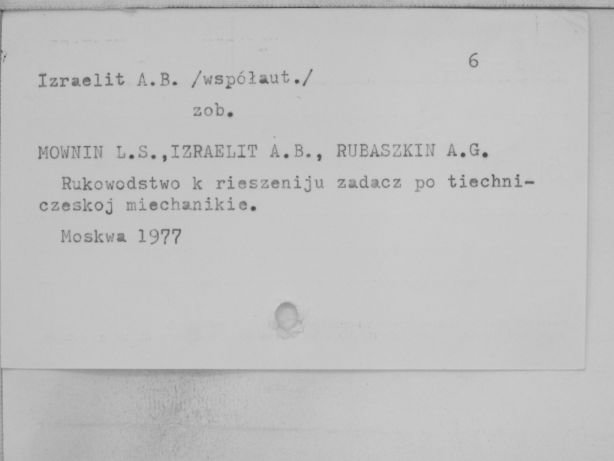 6
Izraelit A.B. /współaut./
zob.
MOWNIN L.S.,IZRAELIT A.B., RUBASZKIN A.G.
Rukowodstwo k rieszeniju zadacz po tiechni-
czeskoj miechanikie.
Moskwa 1977